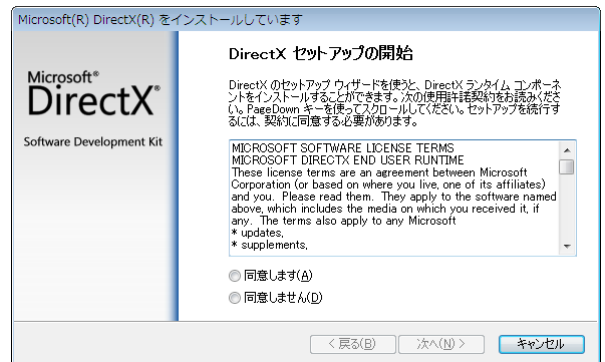 Microsoft(R) DirectX(R) をインストールしています
Microsoft®
DirectX®
Software Development Kit
DirectX セットアップの開始
DirectX のセットアップ ウィザードを使うと、DirectX ランタイム コンポーネ
ントをインストールすることができます。次の使用許諾契約をお読みくださ
い。PageDown キーを使ってスクロールしてください。セットアップを続行す
るには、契約に同意する必要があります。
MICROSOFT SOFTWARE LICENSE TERMS
MICROSOFT DIRECTX END USER RUNTIME
These license terms are an agreement between Microsoft
Corporation (or based on where you live, one of its affiliates)
and you.  Please read them.  They apply to the software named
above, which includes the media on which you received it, if
any.  The terms also apply to any Microsoft
* updates,
* supplements,
同意します(A)
同意しません(D)
< 戻る(B)
次へ(N) >
キャンセル